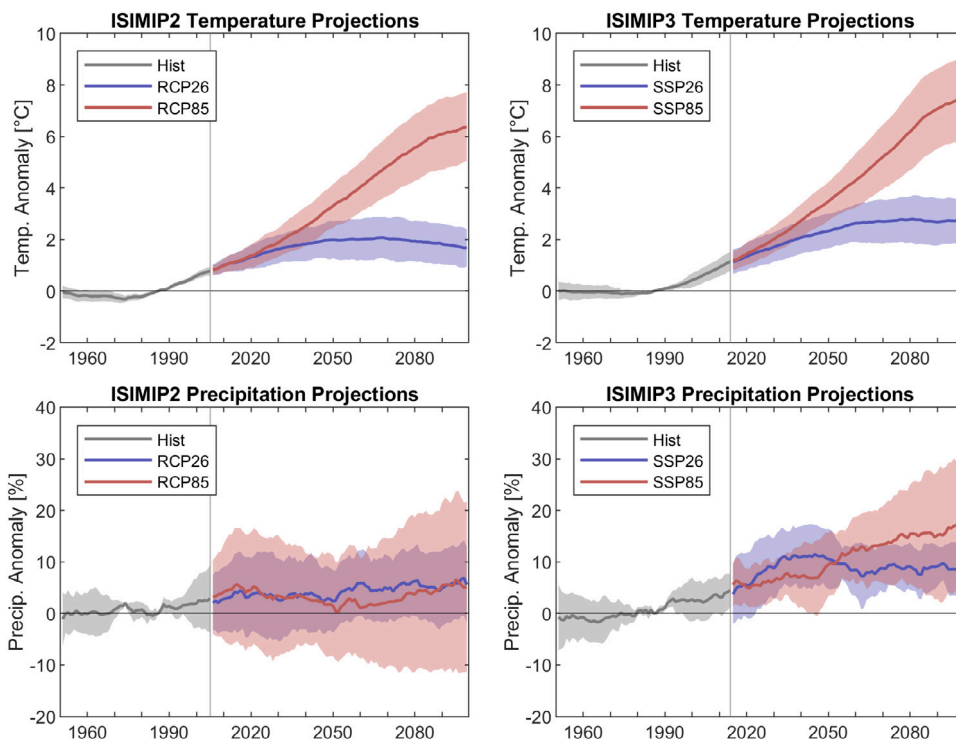 ISIMIP2 Temperature Projections
Temp. Anomaly [°C]
10
8
6
4
2
0
-2
Hist
RCP26
RCP85
1960 1990 2020 2050 2080
ISIMIP3 Temperature Projections
Temp. Anomaly [°C]
10
8
6
4
2
0
-2
Hist
SSP26
SSP85
1960 1990 2020 2050 2080
ISIMIP2 Precipitation Projections
Precip. Anomaly [%]
40
30
20
10
0
-10
-20
Hist
RCP26
RCP85
1960 1990 2020 2050 2080
ISIMIP3 Precipitation Projections
Precip. Anomaly [%]
40
30
20
10
0
-10
-20
Hist
SSP26
SSP85
1960 1990 2020 2050 2080